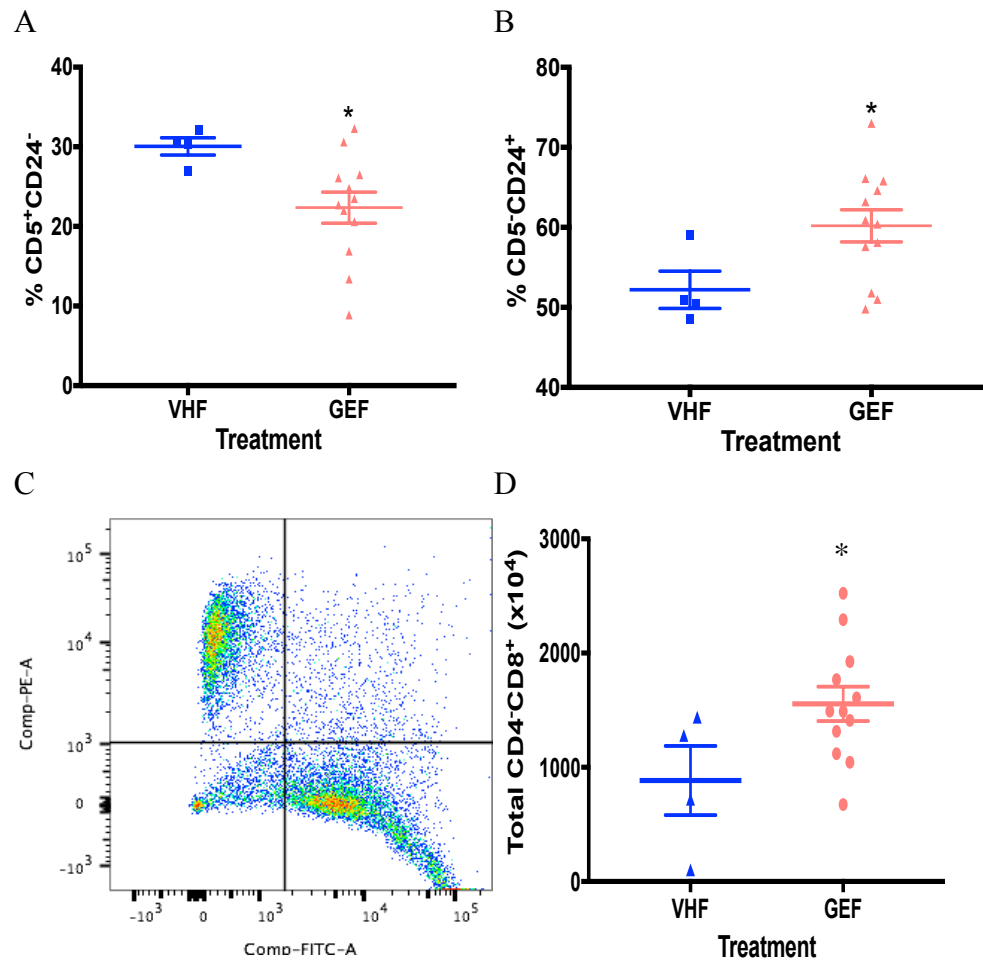 A
% CD5⁺CD24⁻
40
30
20
10
0
*
VHF GEF
Treatment
B
% CD5⁻CD24⁺
80
70
60
50
40
*
VHF GEF
Treatment
C
Comp-PE-A
10⁵
10⁴
10³
0
-10³
-10³ 0 10³ 10⁴ 10⁵
Comp-FITC-A
D
Total CD4⁻CD8⁺ (x10⁴)
3000
2000
1000
0
*
VHF GEF
Treatment